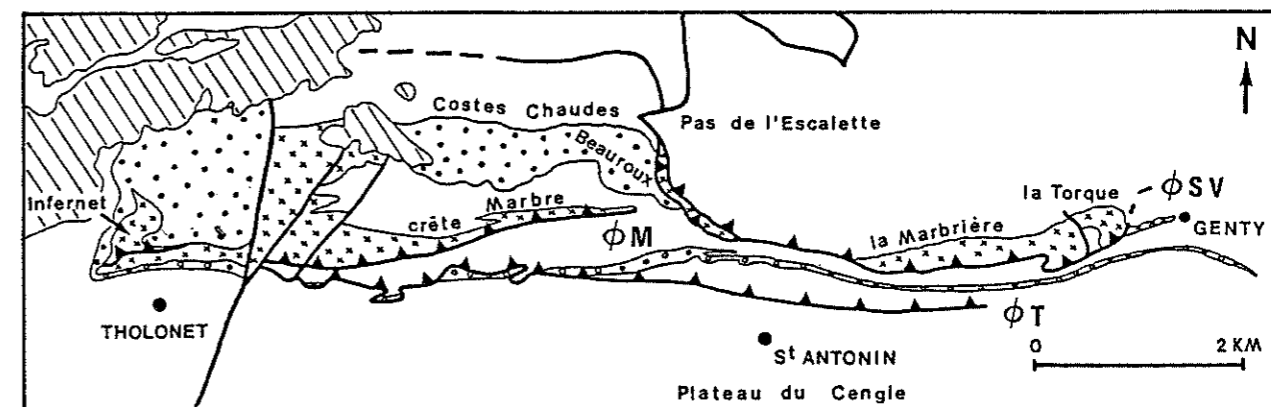 N
Costes Chaudes
Pas de l'Escalette
Beauroux
Infernet
crête Marbre
la Torque
ϕSV
la Marbrière
GENTY
ϕM
THOLONET
ϕT
Sᵗ ANTONIN
0 2 KM
Plateau du Cengle